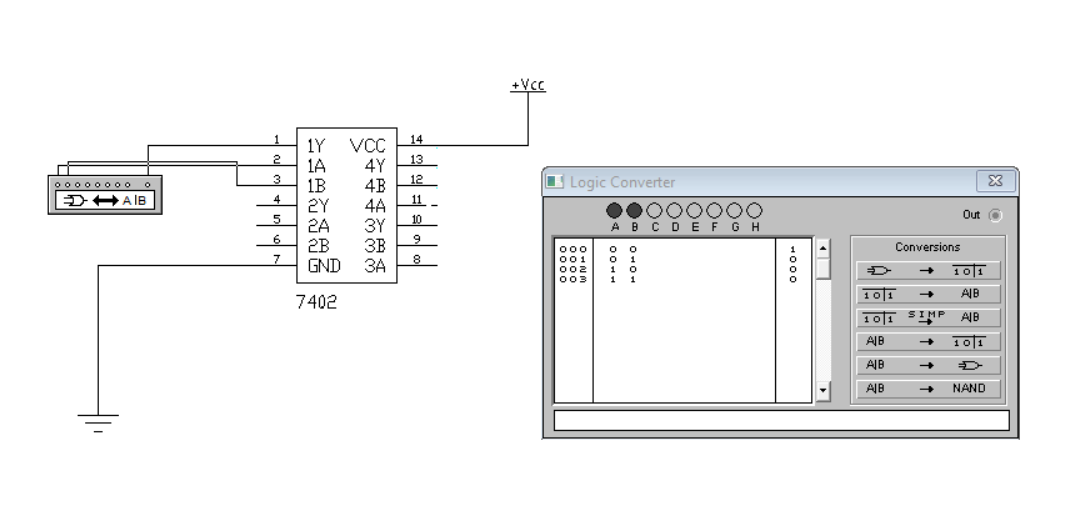 +Vcc
1 1Y VCC 14
2 1A 4Y 13
3 1B 4B 12
4 2Y 4A 11
5 2A 3Y 10
6 2B 3B 9
7 GND 3A 8
7402
A|B
Logic Converter
Out
A B C D E F G H
000 0 0 1
001 0 1 0
002 1 0 0
003 1 1 0
Conversions
→ 1 0 | 1
1 0 | 1 → A|B
1 0 | 1 SIMP → A|B
A|B → 1 0 | 1
A|B →
A|B → NAND